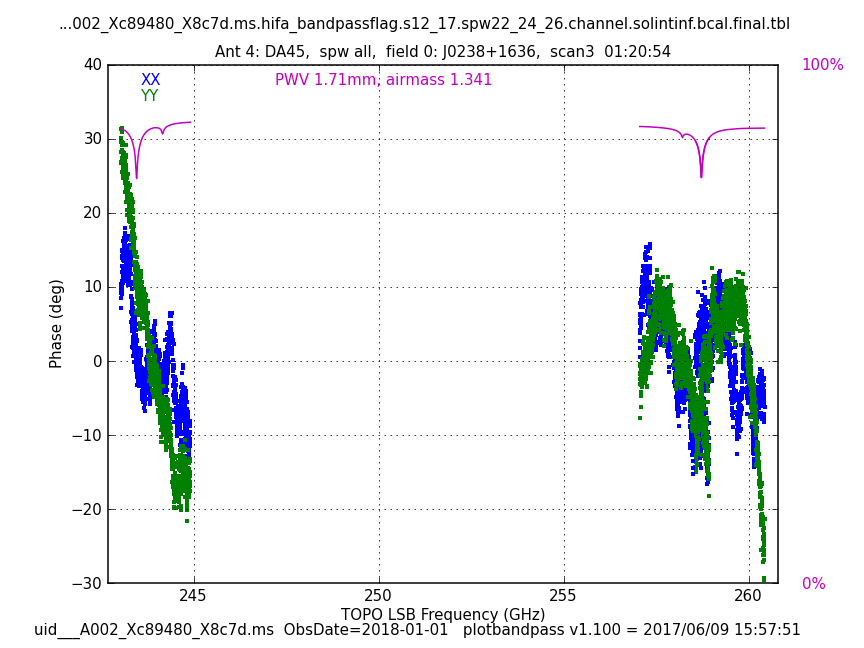 ...002_Xc89480_X8c7d.ms.hifa_bandpassflag.s12_17.spw22_24_26.channel.solintinf.bcal.final.tbl
Ant 4: DA45,  spw all,  field 0: J0238+1636,  scan3  01:20:54
40
100%
XX
PWV 1.71mm, airmass 1.341
YY
30
20
10
Phase (deg)
0
−10
−20
−30
0%
245
250
255
260
TOPO LSB Frequency (GHz)
uid___A002_Xc89480_X8c7d.ms  ObsDate=2018-01-01   plotbandpass v1.100 = 2017/06/09 15:57:51